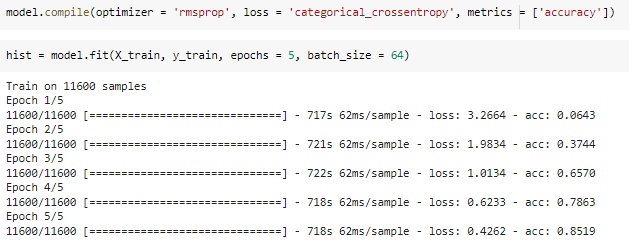 model.compile(optimizer = 'rmsprop', loss = 'categorical_crossentropy', metrics = ['accuracy'])
hist = model.fit(X_train, y_train, epochs = 5, batch_size = 64)
Train on 11600 samples
Epoch 1/5
11600/11600 [==============================] - 717s 62ms/sample - loss: 3.2664 - acc: 0.0643
Epoch 2/5
11600/11600 [==============================] - 721s 62ms/sample - loss: 1.9834 - acc: 0.3744
Epoch 3/5
11600/11600 [==============================] - 722s 62ms/sample - loss: 1.0134 - acc: 0.6570
Epoch 4/5
11600/11600 [==============================] - 718s 62ms/sample - loss: 0.6233 - acc: 0.7863
Epoch 5/5
11600/11600 [==============================] - 718s 62ms/sample - loss: 0.4262 - acc: 0.8519